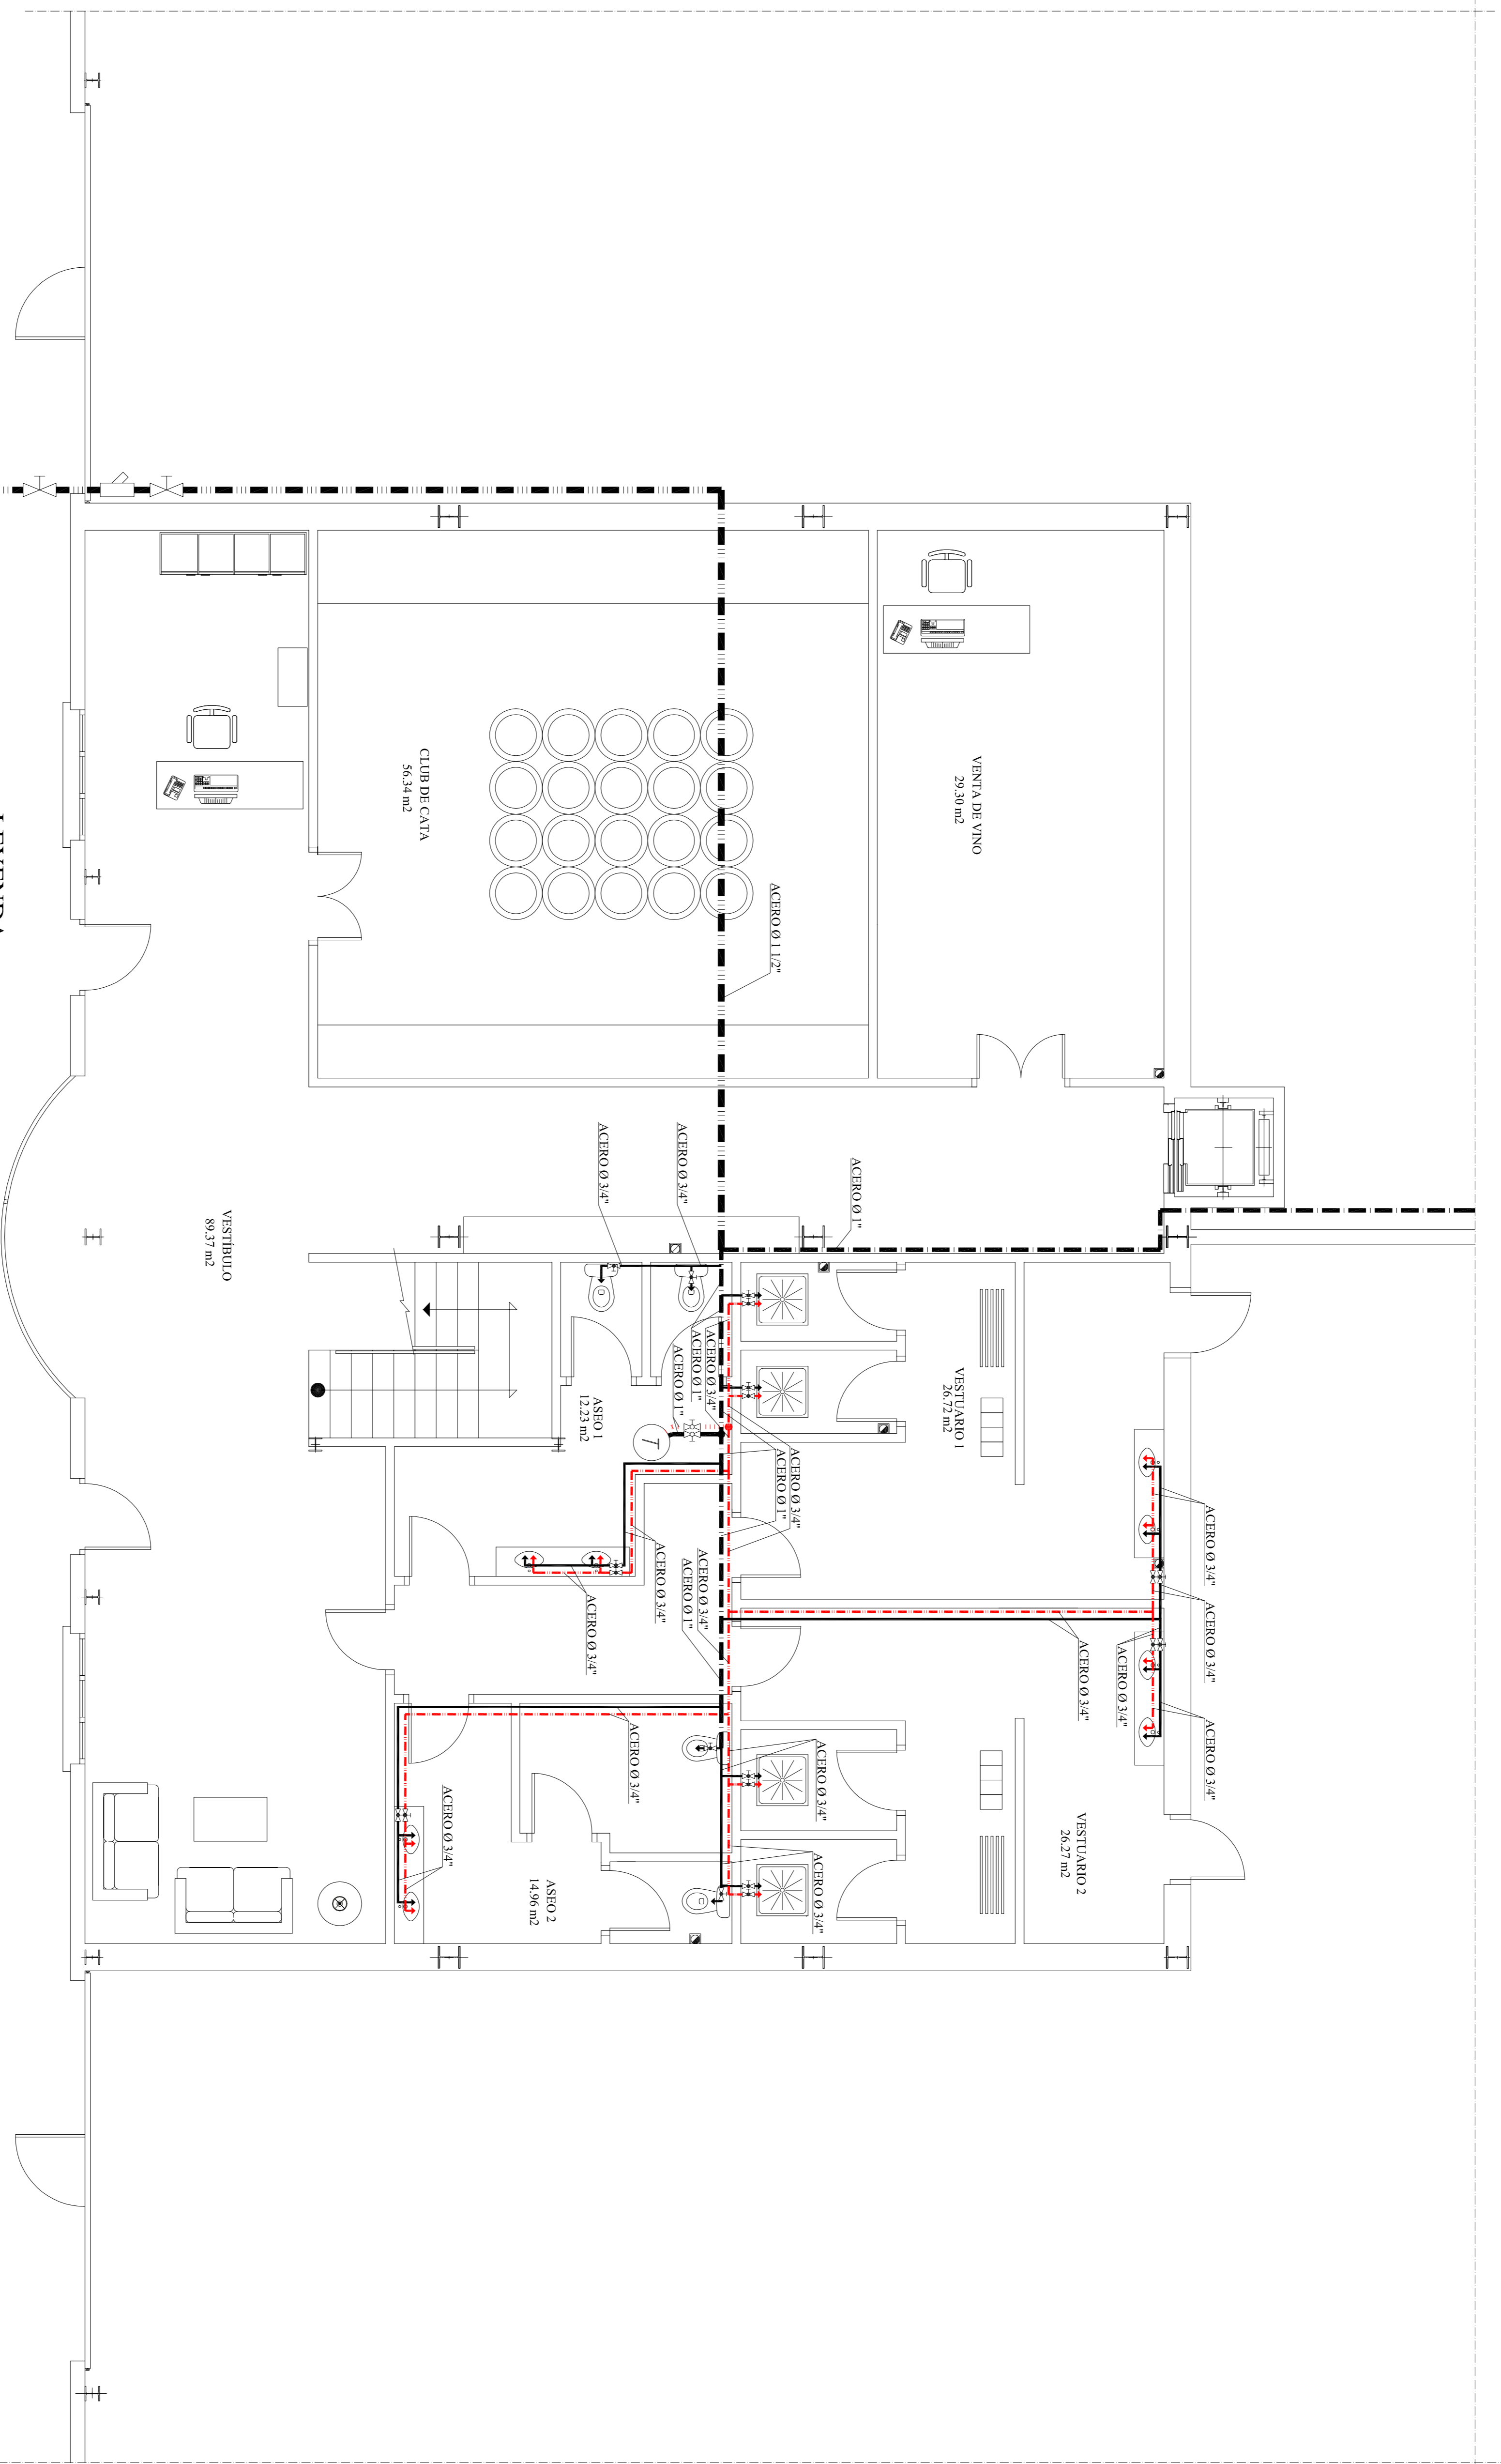 ACERO Ø 3/4"
ACERO Ø 3/4"
ACERO Ø 3/4"
ACERO Ø 3/4"
ACERO Ø 3/4"
VESTUARIO 2
26.27 m2
VENTA DE VINO
29.30 m2
VESTUARIO 1
26.72 m2
ACERO Ø 1"
ACERO Ø 3/4"
ACERO Ø 3/4"
ACERO Ø 3/4"
ACERO Ø 1"
ACERO Ø 1 1/2"
ACERO Ø 3/4"
ACERO Ø 1"
ACERO Ø 3/4"
ACERO Ø 1"
ACERO Ø 3/4"
ACERO Ø 1"
ACERO Ø 3/4"
T
ACERO Ø 3/4"
ASEO 2
14.96 m2
ACERO Ø 3/4"
ASEO 1
12.23 m2
ACERO Ø 3/4"
ACERO Ø 3/4"
CLUB DE CATA
56.34 m2
VESTÍBULO
89.37 m2